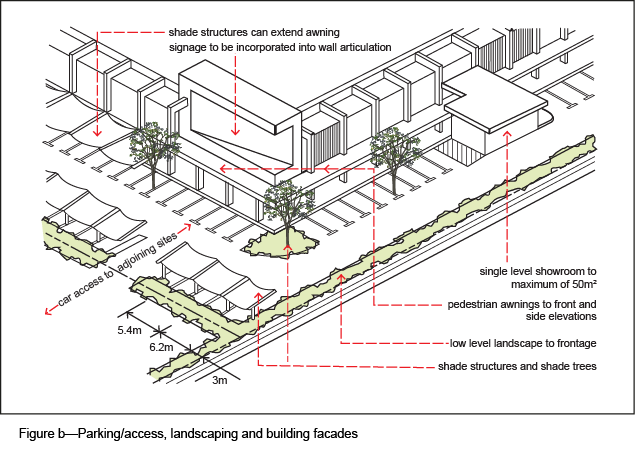 shade structures can extend awning
signage to be incorporated into wall articulation
car access to adjoining sites
single level showroom to
maximum of 50m²
pedestrian awnings to front and
side elevations
5.4m
low level landscape to frontage
6.2m
shade structures and shade trees
3m
Figure b—Parking/access, landscaping and building facades